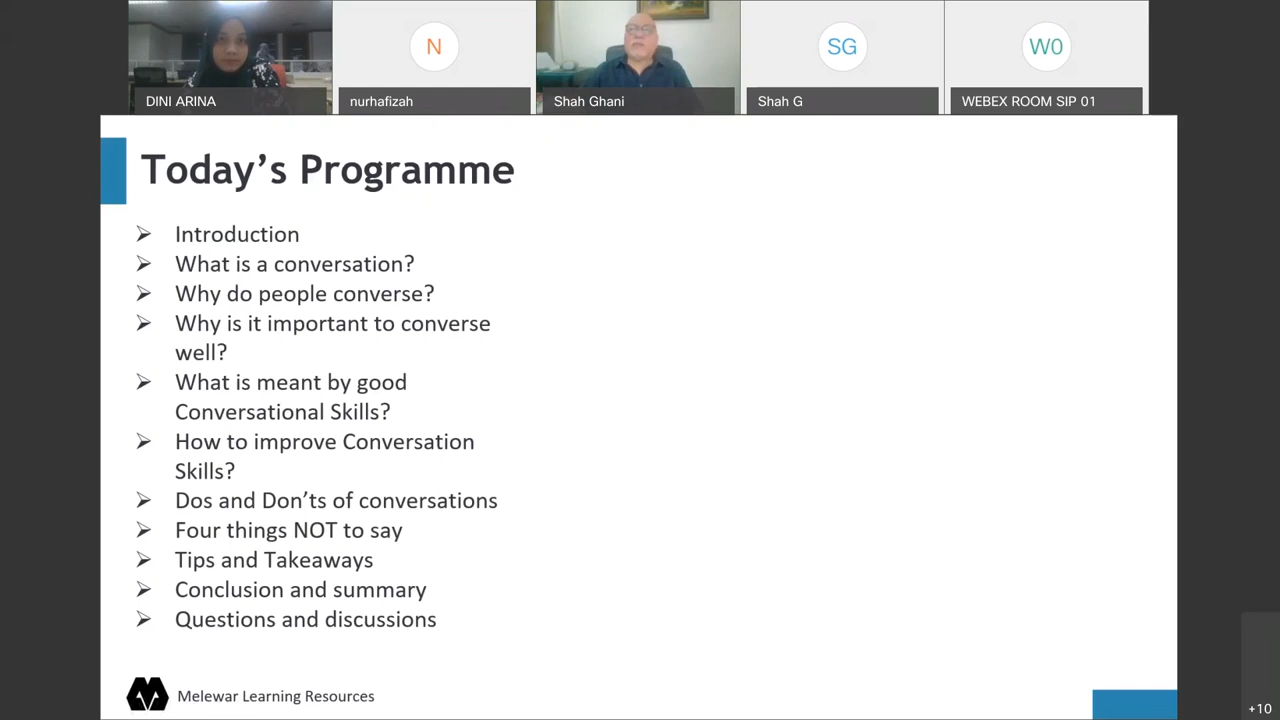 N
SG
W0
DINI ARINA
nurhafizah
Shah Ghani
Shah G
WEBEX ROOM SIP 01
Today’s Programme
➢ Introduction
➢ What is a conversation?
➢ Why do people converse?
➢ Why is it important to converse
well?
➢ What is meant by good
Conversational Skills?
➢ How to improve Conversation
Skills?
➢ Dos and Don’ts of conversations
➢ Four things NOT to say
➢ Tips and Takeaways
➢ Conclusion and summary
➢ Questions and discussions
Melewar Learning Resources
+10